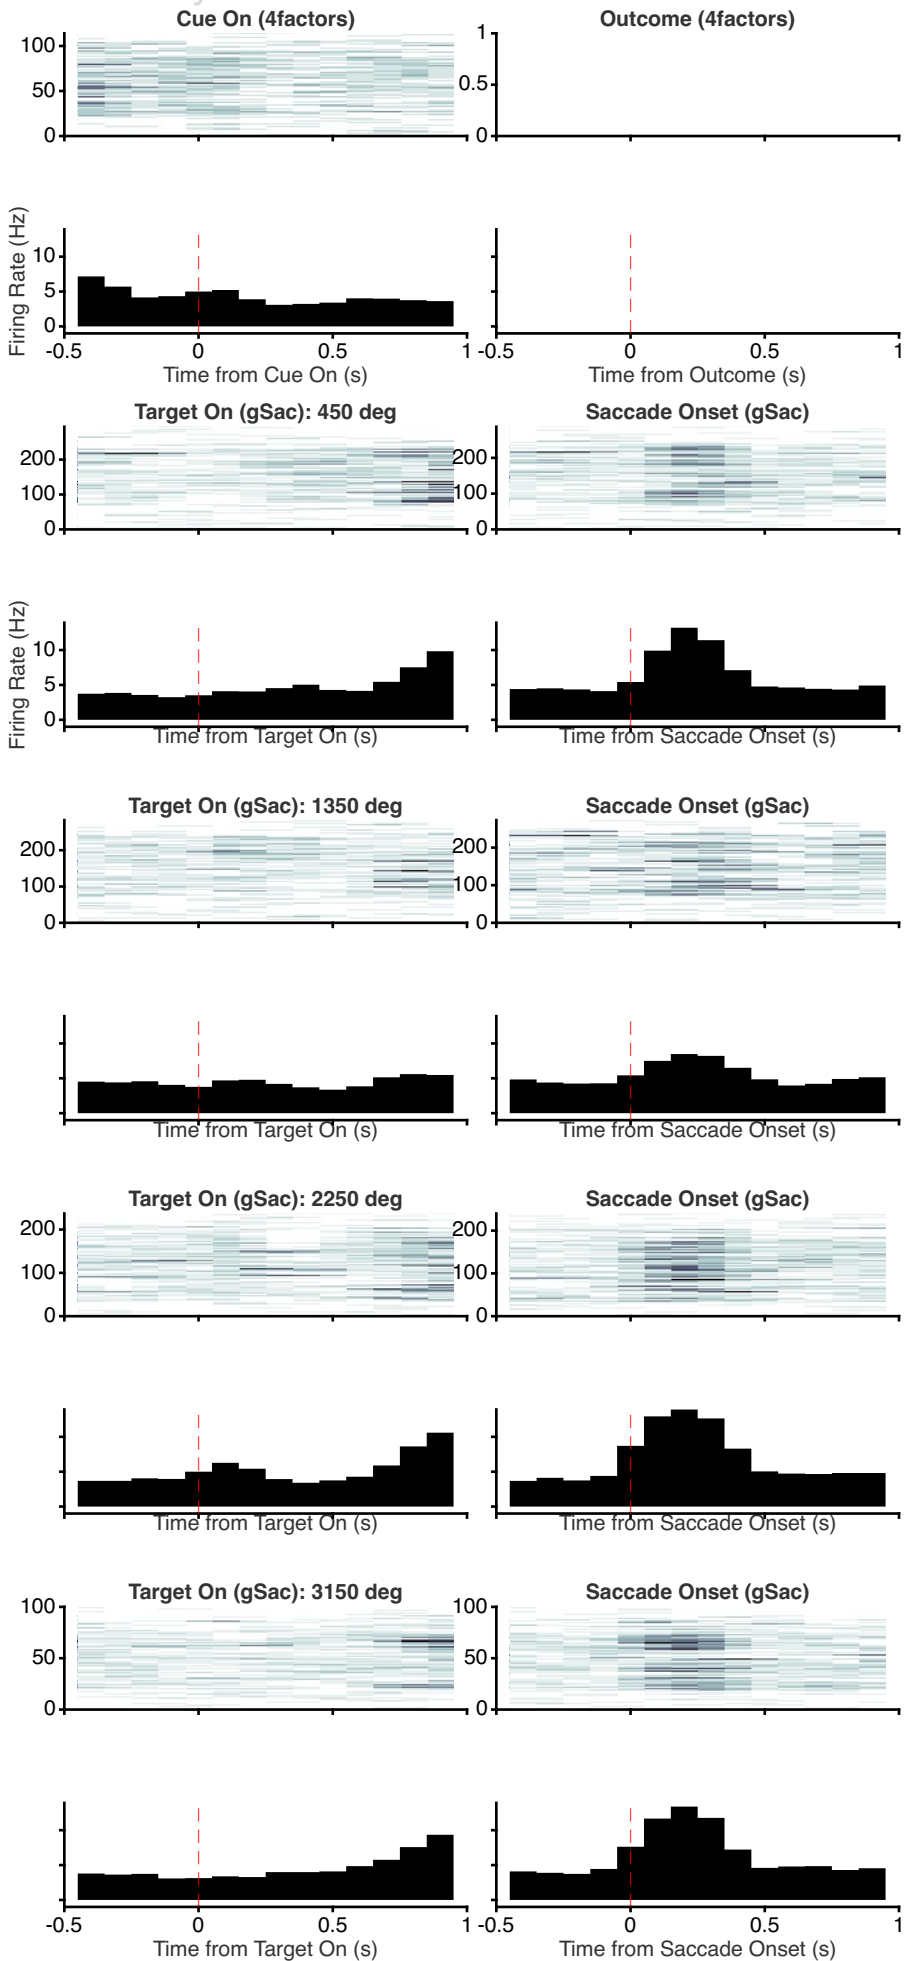 Cue On (4factors)
Outcome (4factors)
100
50
0
1
0.5
0
Firing Rate (Hz)
10
5
0
-0.5 0 0.5 1
-0.5 0 0.5 1
Time from Cue On (s)
Time from Outcome (s)
Target On (gSac): 450 deg
Saccade Onset (gSac)
200
100
0
200
100
0
Firing Rate (Hz)
10
5
0
Time from Target On (s)
Time from Saccade Onset (s)
Target On (gSac): 1350 deg
Saccade Onset (gSac)
200
100
0
200
100
0
Time from Target On (s)
Time from Saccade Onset (s)
Target On (gSac): 2250 deg
Saccade Onset (gSac)
200
100
0
200
100
0
Time from Target On (s)
Time from Saccade Onset (s)
Target On (gSac): 3150 deg
Saccade Onset (gSac)
100
50
0
100
50
0
-0.5 0 0.5 1
-0.5 0 0.5 1
Time from Target On (s)
Time from Saccade Onset (s)